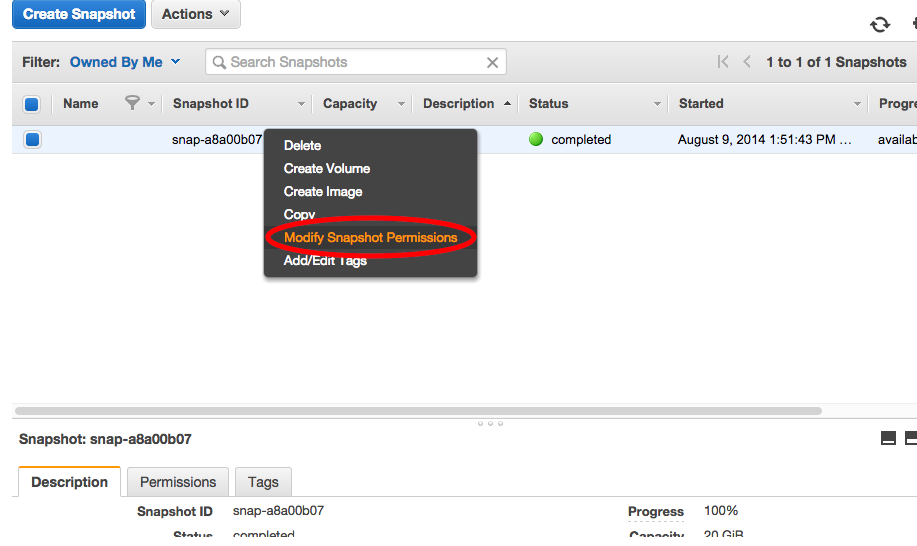 Create Snapshot Actions
Filter: Owned By Me Search Snapshots 1 to 1 of 1 Snapshots
Name Snapshot ID Capacity Description Status Started Progre
snap-a8a00b07 completed August 9, 2014 1:51:43 PM ... availab
Delete
Create Volume
Create Image
Copy
Modify Snapshot Permissions
Add/Edit Tags
Snapshot: snap-a8a00b07
Description Permissions Tags
Snapshot ID snap-a8a00b07 Progress 100%
Status completed Capacity 20 GiB